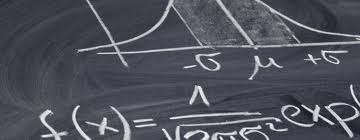 -σ μ +σ
f(x) = 1 / √2πσ² exp(